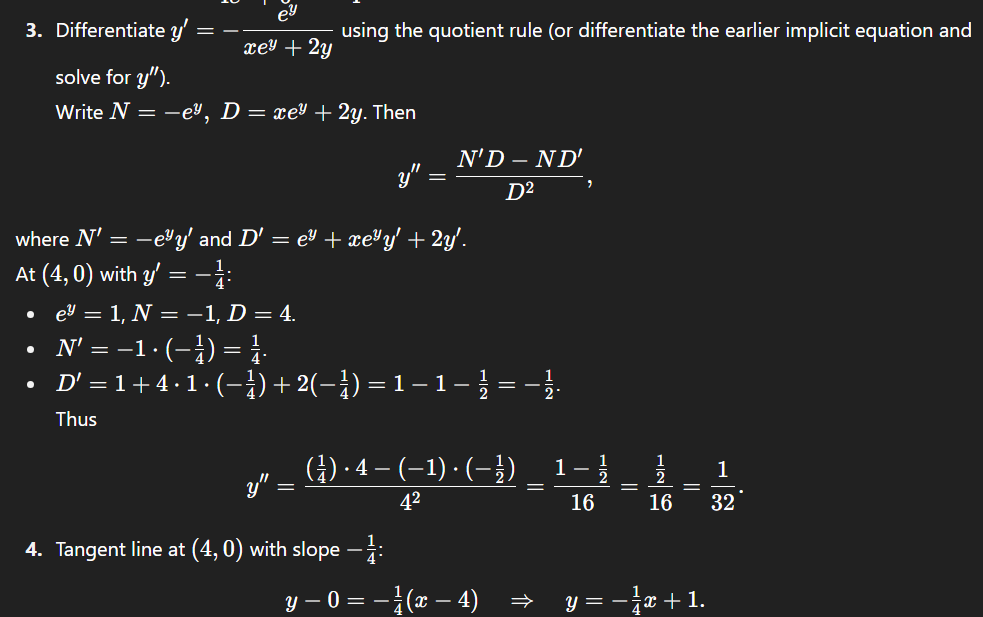 3. Differentiate y′ = −e^y/(xe^y + 2y) using the quotient rule (or differentiate the earlier implicit equation and
solve for y″).
Write N = −e^y, D = xe^y + 2y. Then
y″ = (N′D − ND′)/D²,
where N′ = −e^y y′ and D′ = e^y + xe^y y′ + 2y′.
At (4, 0) with y′ = −1/4:
• e^y = 1, N = −1, D = 4.
• N′ = −1 · (−1/4) = 1/4.
• D′ = 1 + 4 · 1 · (−1/4) + 2(−1/4) = 1 − 1 − 1/2 = −1/2.
Thus
y″ = ((1/4) · 4 − (−1) · (−1/2))/4² = (1 − 1/2)/16 = (1/2)/16 = 1/32.
4. Tangent line at (4, 0) with slope −1/4:
y − 0 = −1/4(x − 4) ⇒ y = −1/4x + 1.